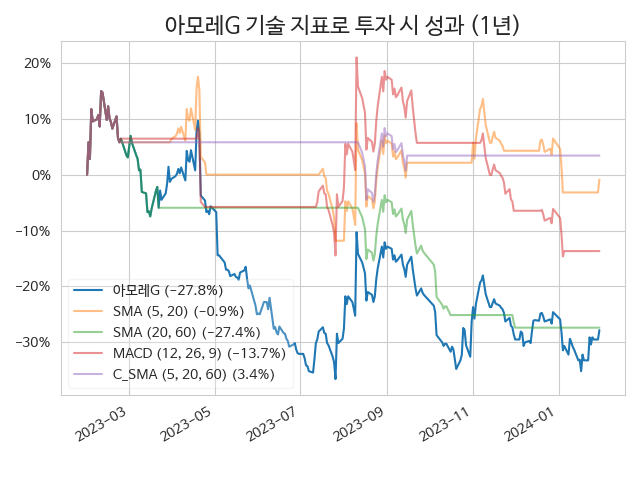 아모레G 기술 지표로 투자 시 성과 (1년)
20%
10%
0%
−10%
−20%
−30%
아모레G (−27.8%)
SMA (5, 20) (−0.9%)
SMA (20, 60) (−27.4%)
MACD (12, 26, 9) (−13.7%)
C_SMA (5, 20, 60) (3.4%)
2023−03
2023−05
2023−07
2023−09
2023−11
2024−01